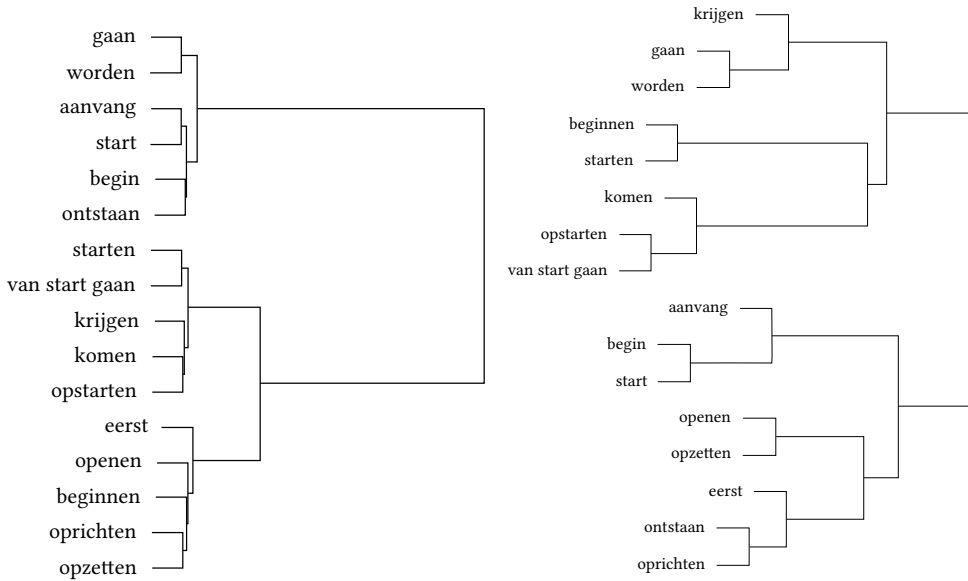 gaan
worden
aanvang
start
begin
ontstaan
starten
van start gaan
krijgen
komen
opstarten
eerst
openen
beginnen
oprichten
opzetten
krijgen
gaan
worden
beginnen
starten
komen
opstarten
van start gaan
aanvang
begin
start
openen
opzetten
eerst
ontstaan
oprichten